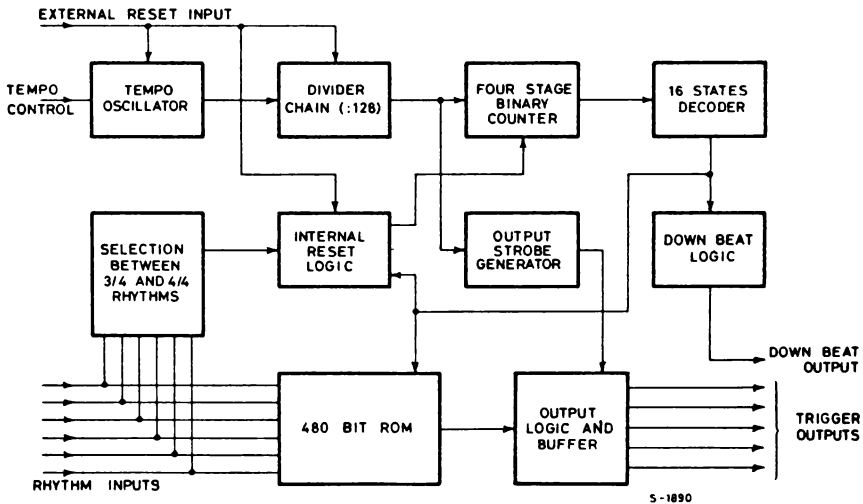 EXTERNAL RESET INPUT
TEMPO
CONTROL
TEMPO
OSCILLATOR
DIVIDER
CHAIN (:128)
FOUR STAGE
BINARY
COUNTER
16 STATES
DECODER
SELECTION
BETWEEN
3/4 AND 4/4
RHYTHMS
INTERNAL
RESET
LOGIC
OUTPUT
STROBE
GENERATOR
DOWN BEAT
LOGIC
DOWN BEAT
OUTPUT
480 BIT ROM
OUTPUT
LOGIC AND
BUFFER
TRIGGER
OUTPUTS
RHYTHM INPUTS
S-1890